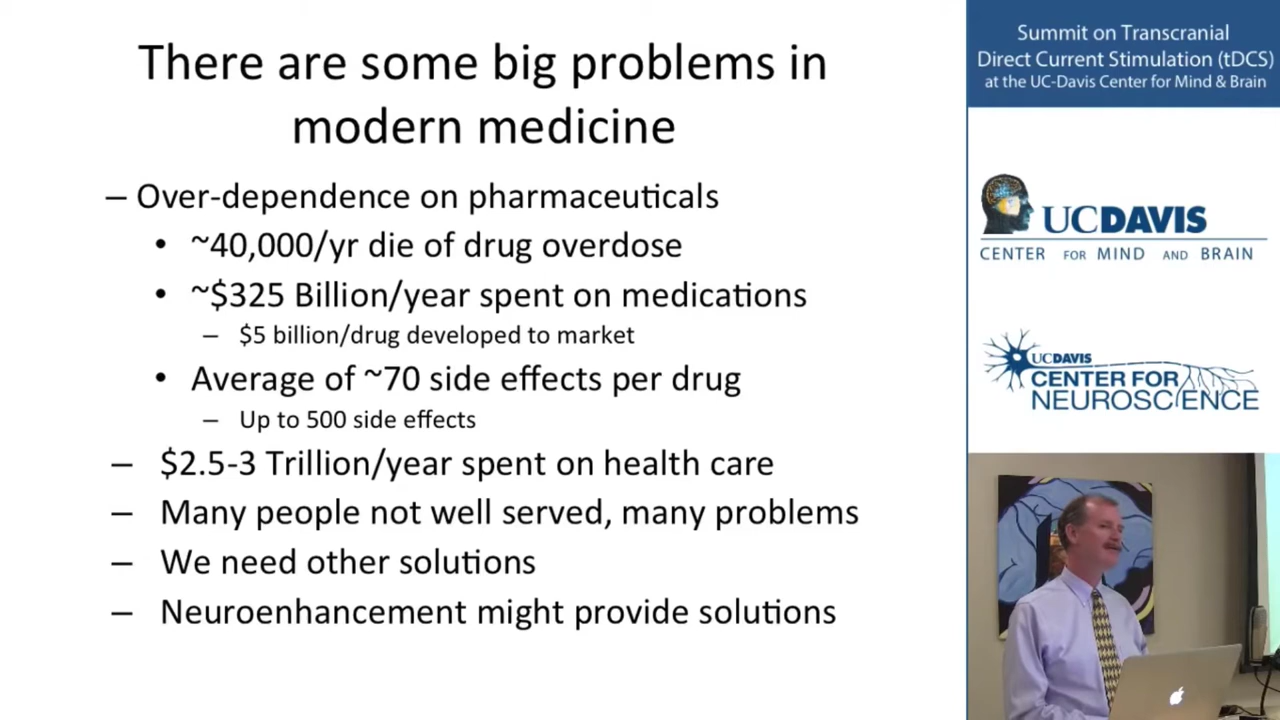 There are some big problems in
modern medicine
– Over-dependence on pharmaceuticals
• ~40,000/yr die of drug overdose
• ~$325 Billion/year spent on medications
– $5 billion/drug developed to market
• Average of ~70 side effects per drug
– Up to 500 side effects
– $2.5-3 Trillion/year spent on health care
– Many people not well served, many problems
– We need other solutions
– Neuroenhancement might provide solutions
Summit on Transcranial
Direct Current Stimulation (tDCS)
at the UC-Davis Center for Mind & Brain
UCDAVIS
CENTER FOR MIND AND BRAIN
UCDAVIS
CENTER FOR
NEUROSCIENCE